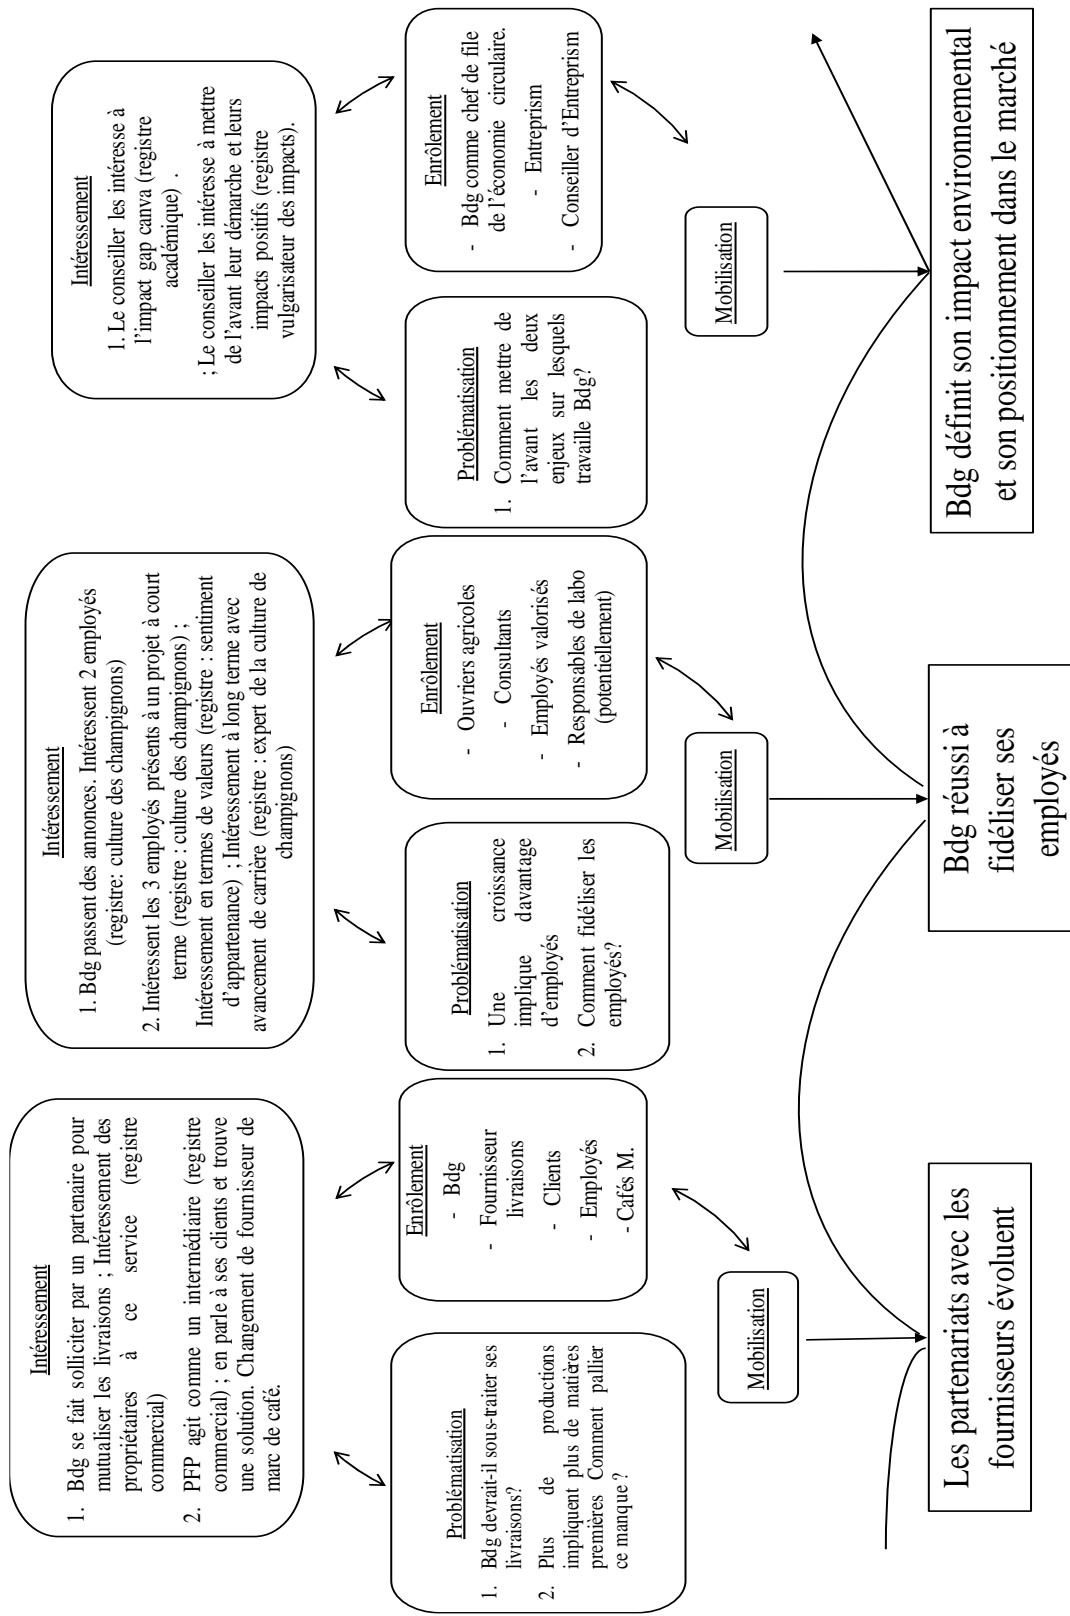 Intéressement
1. Bdg se fait solliciter par un partenaire pour
mutualiser les livraisons ; Intéressement des
propriétaires à ce service (registre
commercial)
2. PFP agit comme un intermédiaire (registre
commercial) ; en parle à ses clients et trouve
une solution. Changement de fournisseur de
marc de café.
Problématisation
1. Bdg devrait-il sous-traiter ses
livraisons?
2. Plus de productions
impliquent plus de matières
premières Comment pallier
ce manque ?
Enrôlement
- Bdg
- Fournisseur
livraisons
- Clients
- Employés
- Cafés M.
Mobilisation
Les partenariats avec les
fournisseurs évoluent
Intéressement
1. Bdg passent des annonces. Intéressent 2 employés
(registre: culture des champignons)
2. Intéressent les 3 employés présents à un projet à court
terme (registre : culture des champignons) ;
Intéressement en termes de valeurs (registre : sentiment
d'appartenance) ; Intéressement à long terme avec
avancement de carrière (registre : expert de la culture de
champignons)
Problématisation
1. Une croissance
implique davantage
d'employés
2. Comment fidéliser les
employés?
Enrôlement
- Ouvriers agricoles
- Consultants
- Employés valorisés
- Responsables de labo
(potentiellement)
Mobilisation
Bdg réussi à
fidéliser ses
employés
Intéressement
1. Le conseiller les intéresse à
l'impact gap canva (registre
académique) .
; Le conseiller les intéresse à mettre
de l'avant leur démarche et leurs
impacts positifs (registre
vulgarisateur des impacts).
Problématisation
1. Comment mettre de
l'avant les deux
enjeux sur lesquels
travaille Bdg?
Enrôlement
- Bdg comme chef de file
de l'économie circulaire.
- Entreprism
- Conseiller d'Entreprism
Mobilisation
Bdg définit son impact environnemental
et son positionnement dans le marché